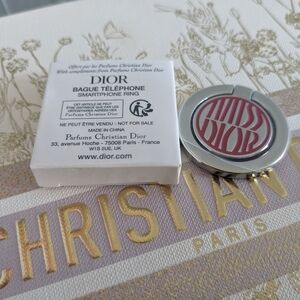 Offert par les Parfums Christian Dior
With compliments from Parfums Christian Dior
DIOR
BAGUE TÉLÉPHONE
SMARTPHONE RING
CET ARTICLE NE PEUT
ÊTRE DISTRIBUÉ QUE PAR LES
DÉPOSITAIRES AGRÉÉS DES
Parfums Christian Dior
NE PEUT ÊTRE VENDU - NOT FOR SALE
MADE IN CHINA
Parfums Christian Dior
33, avenue Hoche - 75008 Paris - France
W1S 2UE, UK
www.dior.com
MISS
DIOR
CHRISTIAN
PARIS